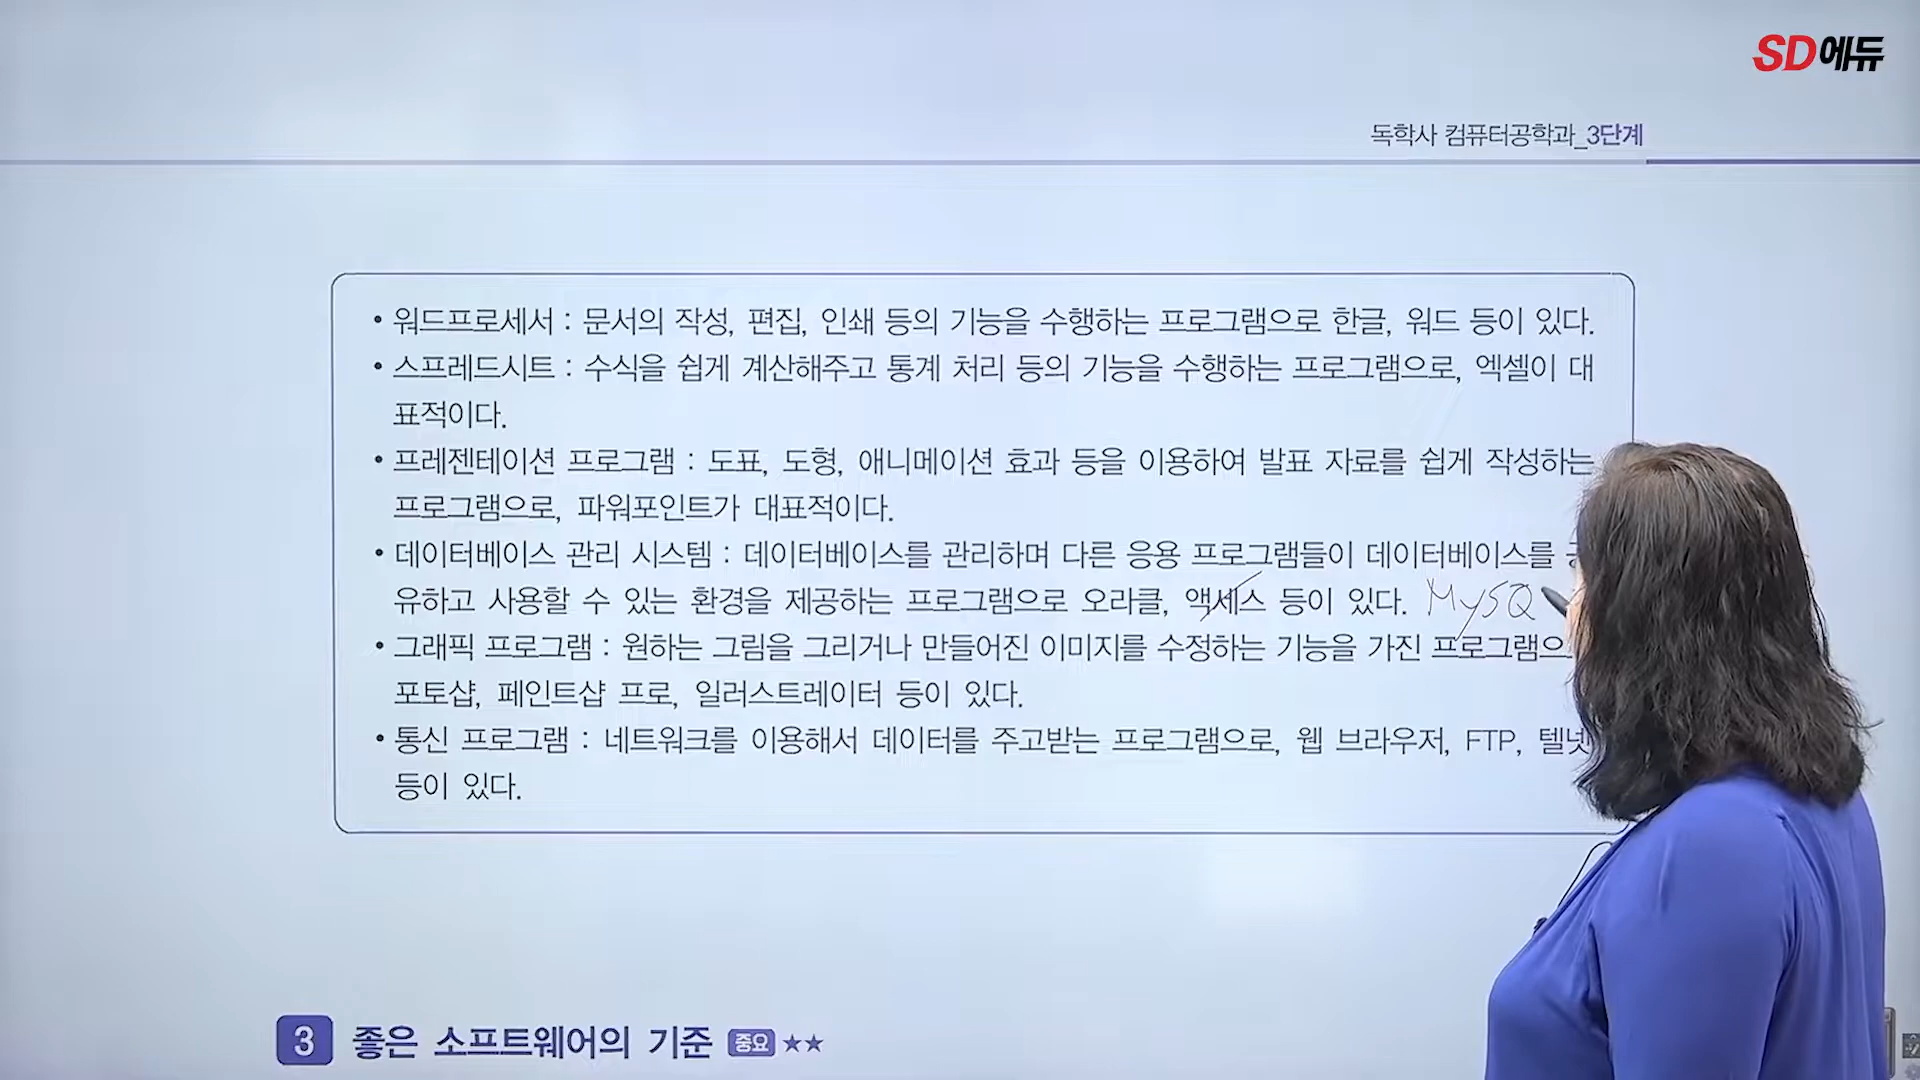 SD에듀
독학사 컴퓨터공학과_3단계
• 워드프로세서 : 문서의 작성, 편집, 인쇄 등의 기능을 수행하는 프로그램으로 한글, 워드 등이 있다.
• 스프레드시트 : 수식을 쉽게 계산해주고 통계 처리 등의 기능을 수행하는 프로그램으로, 엑셀이 대
표적이다.
• 프레젠테이션 프로그램 : 도표, 도형, 애니메이션 효과 등을 이용하여 발표 자료를 쉽게 작성하는
프로그램으로, 파워포인트가 대표적이다.
• 데이터베이스 관리 시스템 : 데이터베이스를 관리하며 다른 응용 프로그램들이 데이터베이스를
유하고 사용할 수 있는 환경을 제공하는 프로그램으로 오라클, 액세스 등이 있다. MySQ
• 그래픽 프로그램 : 원하는 그림을 그리거나 만들어진 이미지를 수정하는 기능을 가진 프로그램으
포토샵, 페인트샵 프로, 일러스트레이터 등이 있다.
• 통신 프로그램 : 네트워크를 이용해서 데이터를 주고받는 프로그램으로, 웹 브라우저, FTP, 텔넷
등이 있다.
3 좋은 소프트웨어의 기준 중요 ★★